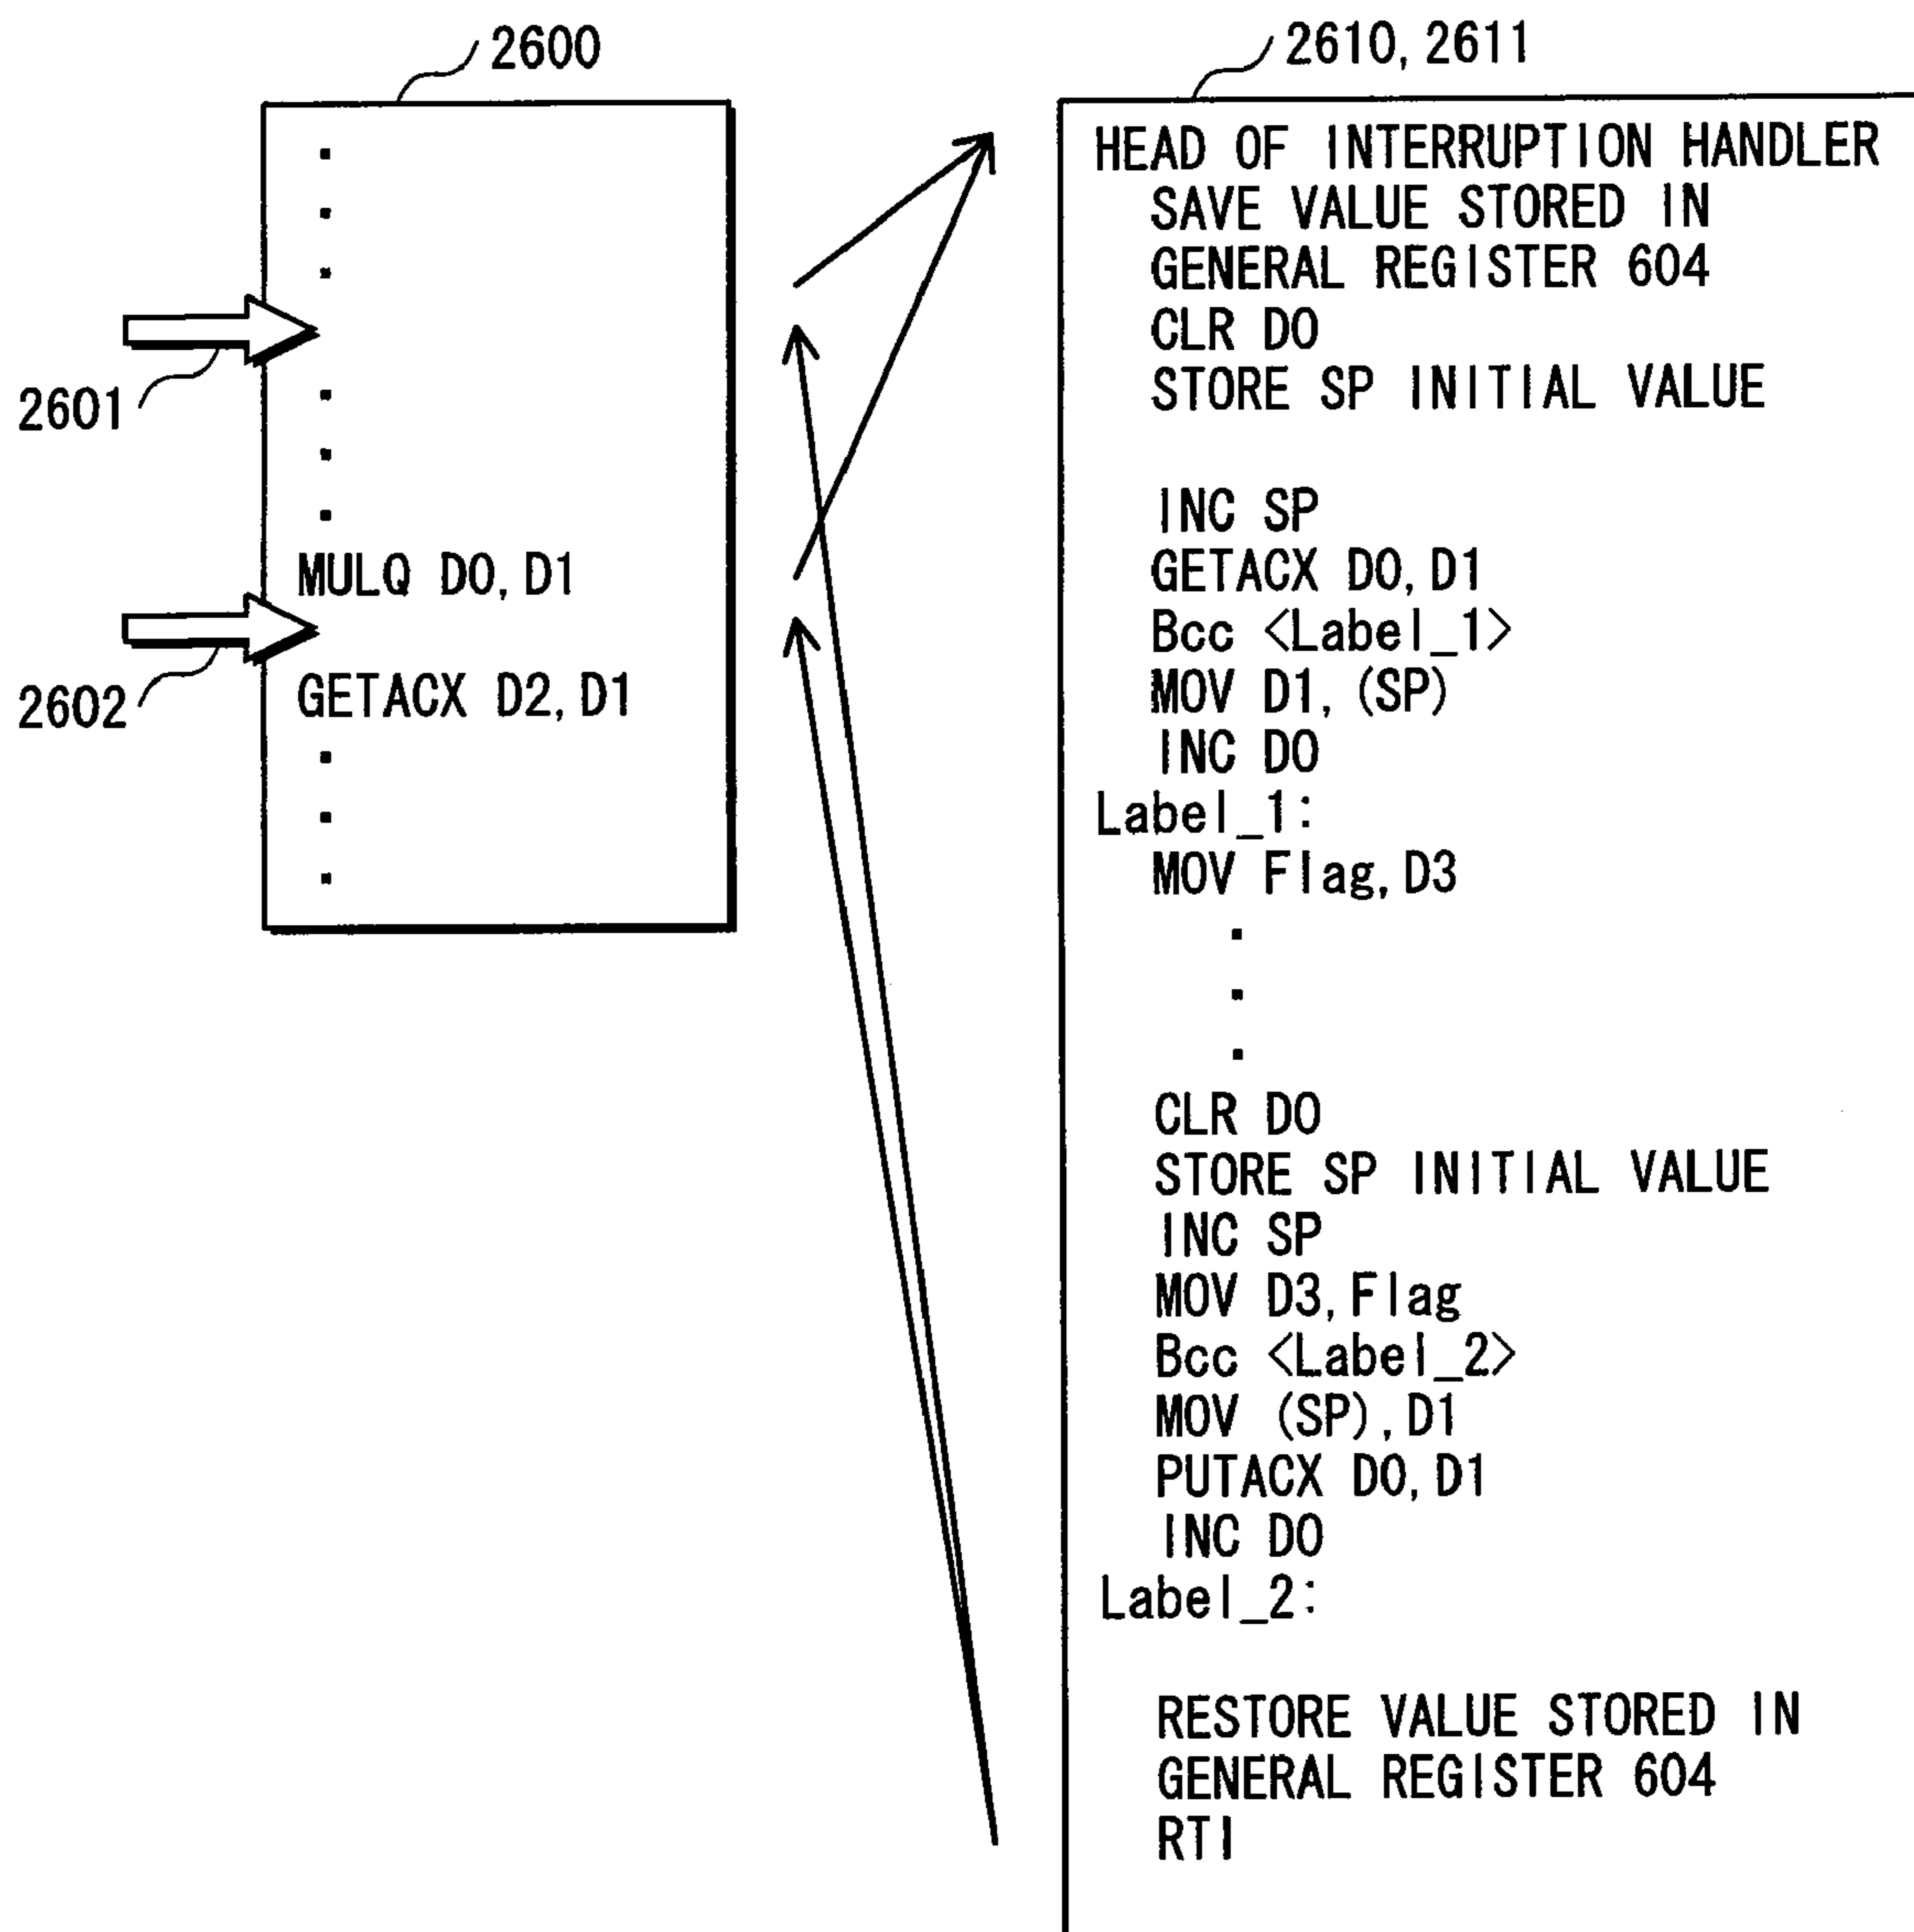 2600
2610, 2611
2601
MULQ D0, D1
2602
GETACX D2, D1
HEAD OF INTERRUPTION HANDLER
SAVE VALUE STORED IN
GENERAL REGISTER 604
CLR D0
STORE SP INITIAL VALUE
INC SP
GETACX D0, D1
Bcc <Label_1>
MOV D1, (SP)
INC D0
Label_1:
MOV Flag, D3
CLR D0
STORE SP INITIAL VALUE
INC SP
MOV D3, Flag
Bcc <Label_2>
MOV (SP), D1
PUTACX D0, D1
INC D0
Label_2:
RESTORE VALUE STORED IN
GENERAL REGISTER 604
RTI